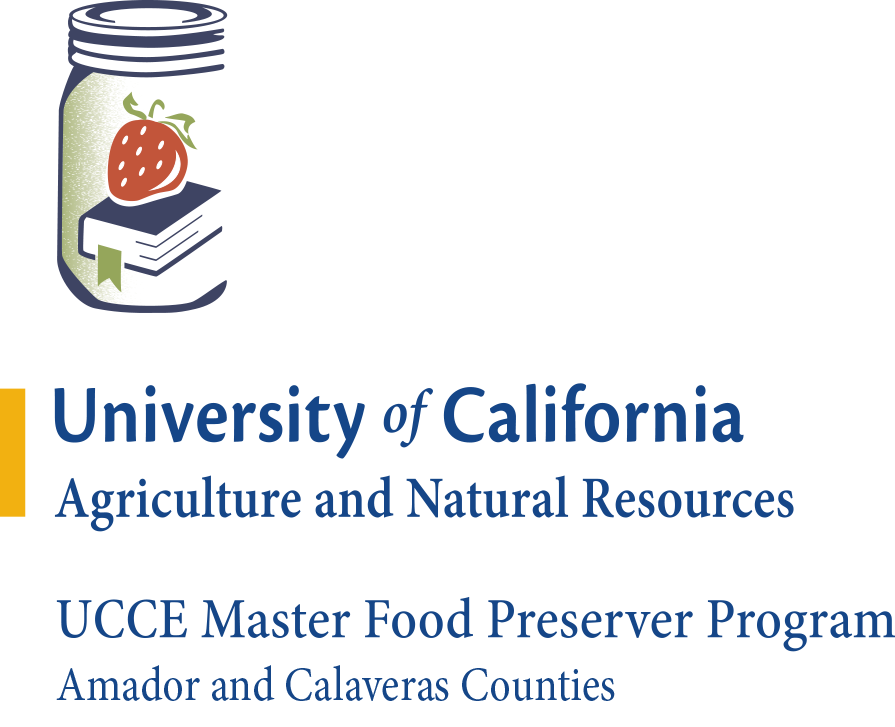 University of California
Agriculture and Natural Resources
UCCE Master Food Preserver Program
Amador and Calaveras Counties